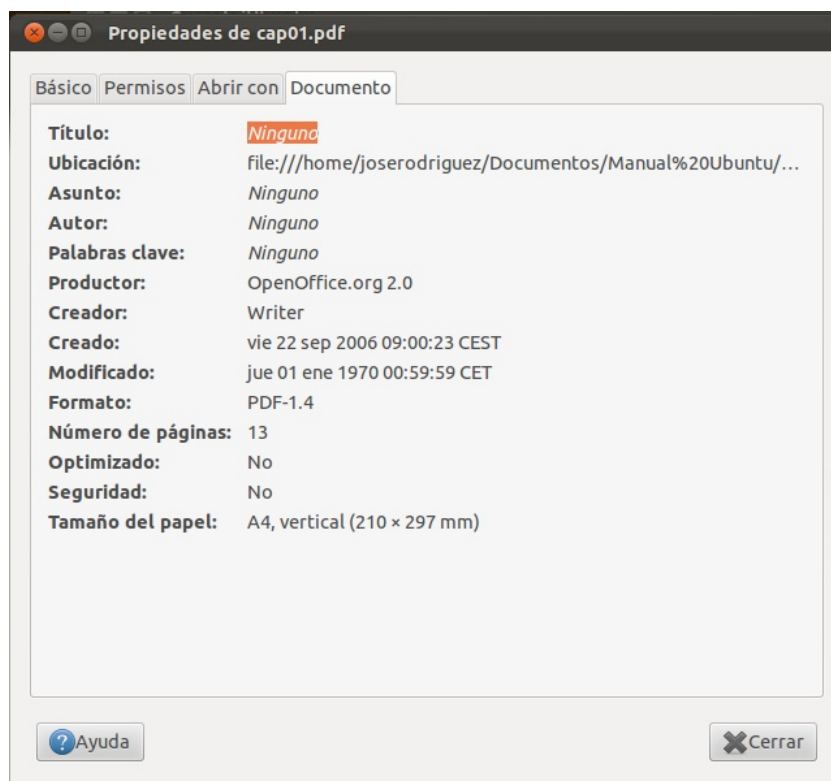 Propiedades de cap01.pdf
Básico Permisos Abrir con Documento
Título: Ninguno
Ubicación: file:///home/joserodriguez/Documentos/Manual%20Ubuntu/...
Asunto: Ninguno
Autor: Ninguno
Palabras clave: Ninguno
Productor: OpenOffice.org 2.0
Creador: Writer
Creado: vie 22 sep 2006 09:00:23 CEST
Modificado: jue 01 ene 1970 00:59:59 CET
Formato: PDF-1.4
Número de páginas: 13
Optimizado: No
Seguridad: No
Tamaño del papel: A4, vertical (210 × 297 mm)
Ayuda Cerrar